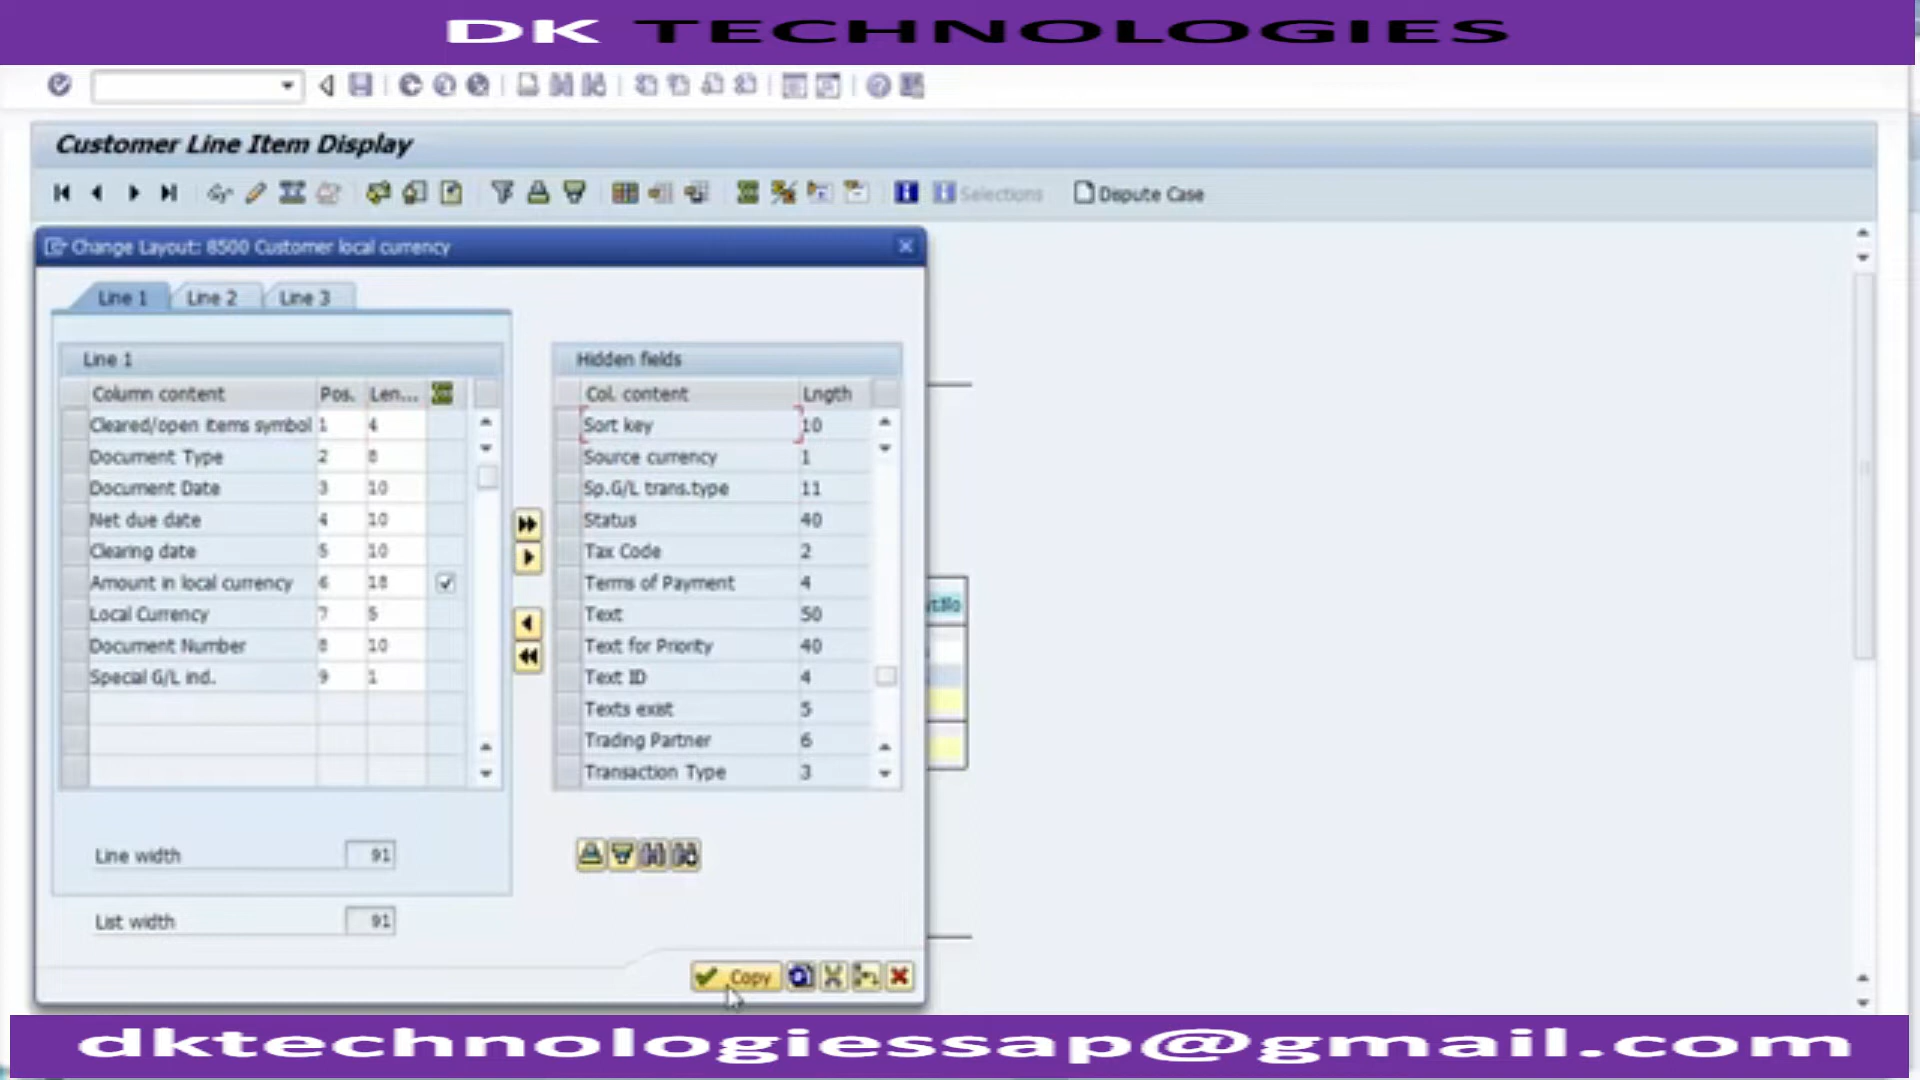 DK TECHNOLOGIES
Customer Line Item Display
Selections Dispute Case
Change Layout: 8500 Customer local currency
Line 1 Line 2 Line 3
Line 1
Column content Pos. Len...
Cleared/open items symbol 1 4
Document Type 2 8
Document Date 3 10
Net due date 4 10
Clearing date 5 10
Amount in local currency 6 18
Local Currency 7 5
Document Number 8 10
Special G/L ind. 9 1
Line width 91
List width 91
Hidden fields
Col. content Lngth
Sort key 10
Source currency 1
Sp.G/L trans.type 11
Status 40
Tax Code 2
Terms of Payment 4
Text 50
Text for Priority 40
Text ID 4
Texts exist 5
Trading Partner 6
Transaction Type 3
Copy
dktechnologiessap@gmail.com